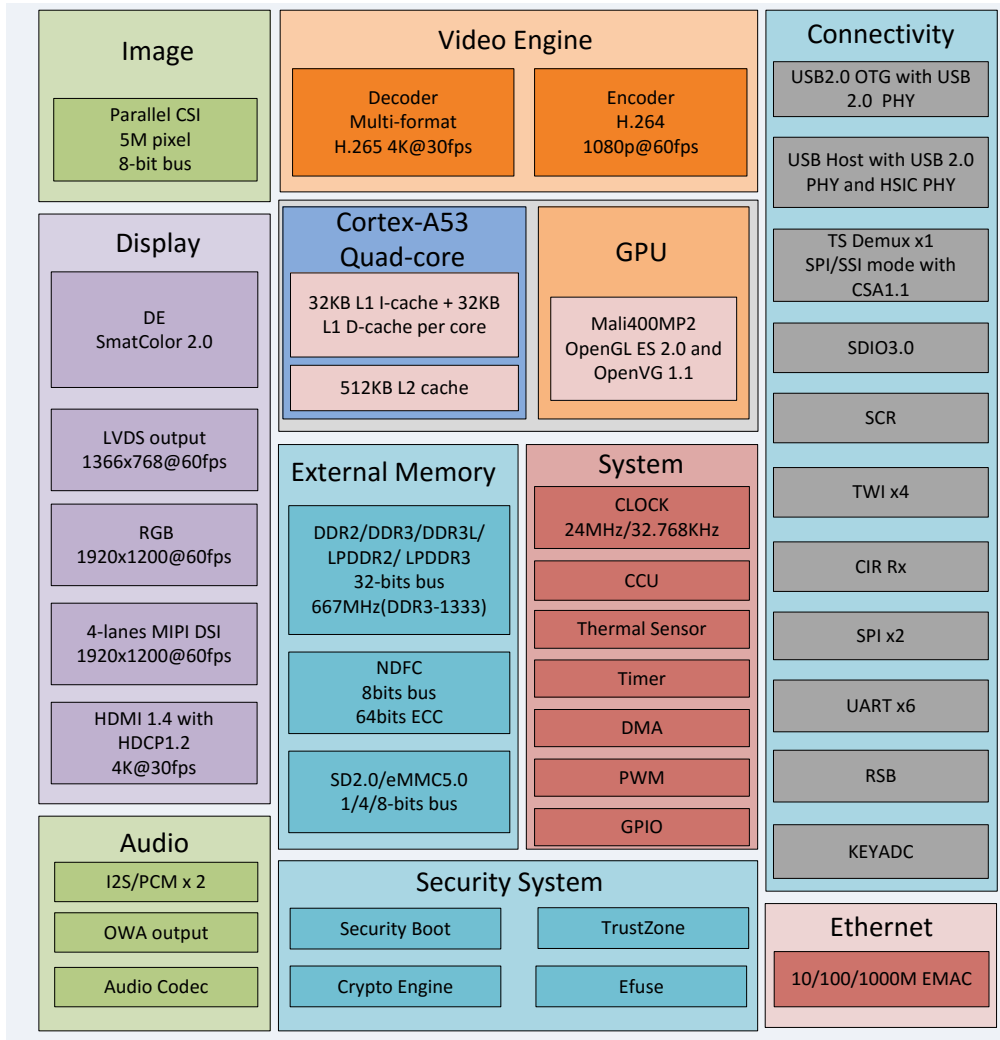 Image
Parallel CSI
5M pixel
8-bit bus
Video Engine
Decoder
Multi-format
H.265 4K@30fps
Encoder
H.264
1080p@60fps
Connectivity
USB2.0 OTG with USB
2.0 PHY
USB Host with USB 2.0
PHY and HSIC PHY
TS Demux x1
SPI/SSI mode with
CSA1.1
SDIO3.0
SCR
TWI x4
CIR Rx
SPI x2
UART x6
RSB
KEYADC
Display
DE
SmatColor 2.0
LVDS output
1366x768@60fps
RGB
1920x1200@60fps
4-lanes MIPI DSI
1920x1200@60fps
HDMI 1.4 with
HDCP1.2
4K@30fps
Cortex-A53
Quad-core
32KB L1 I-cache + 32KB
L1 D-cache per core
512KB L2 cache
GPU
Mali400MP2
OpenGL ES 2.0 and
OpenVG 1.1
External Memory
DDR2/DDR3/DDR3L/
LPDDR2/ LPDDR3
32-bits bus
667MHz(DDR3-1333)
NDFC
8bits bus
64bits ECC
SD2.0/eMMC5.0
1/4/8-bits bus
System
CLOCK
24MHz/32.768KHz
CCU
Thermal Sensor
Timer
DMA
PWM
GPIO
Audio
I2S/PCM x 2
OWA output
Audio Codec
Security System
Security Boot
TrustZone
Crypto Engine
Efuse
Ethernet
10/100/1000M EMAC